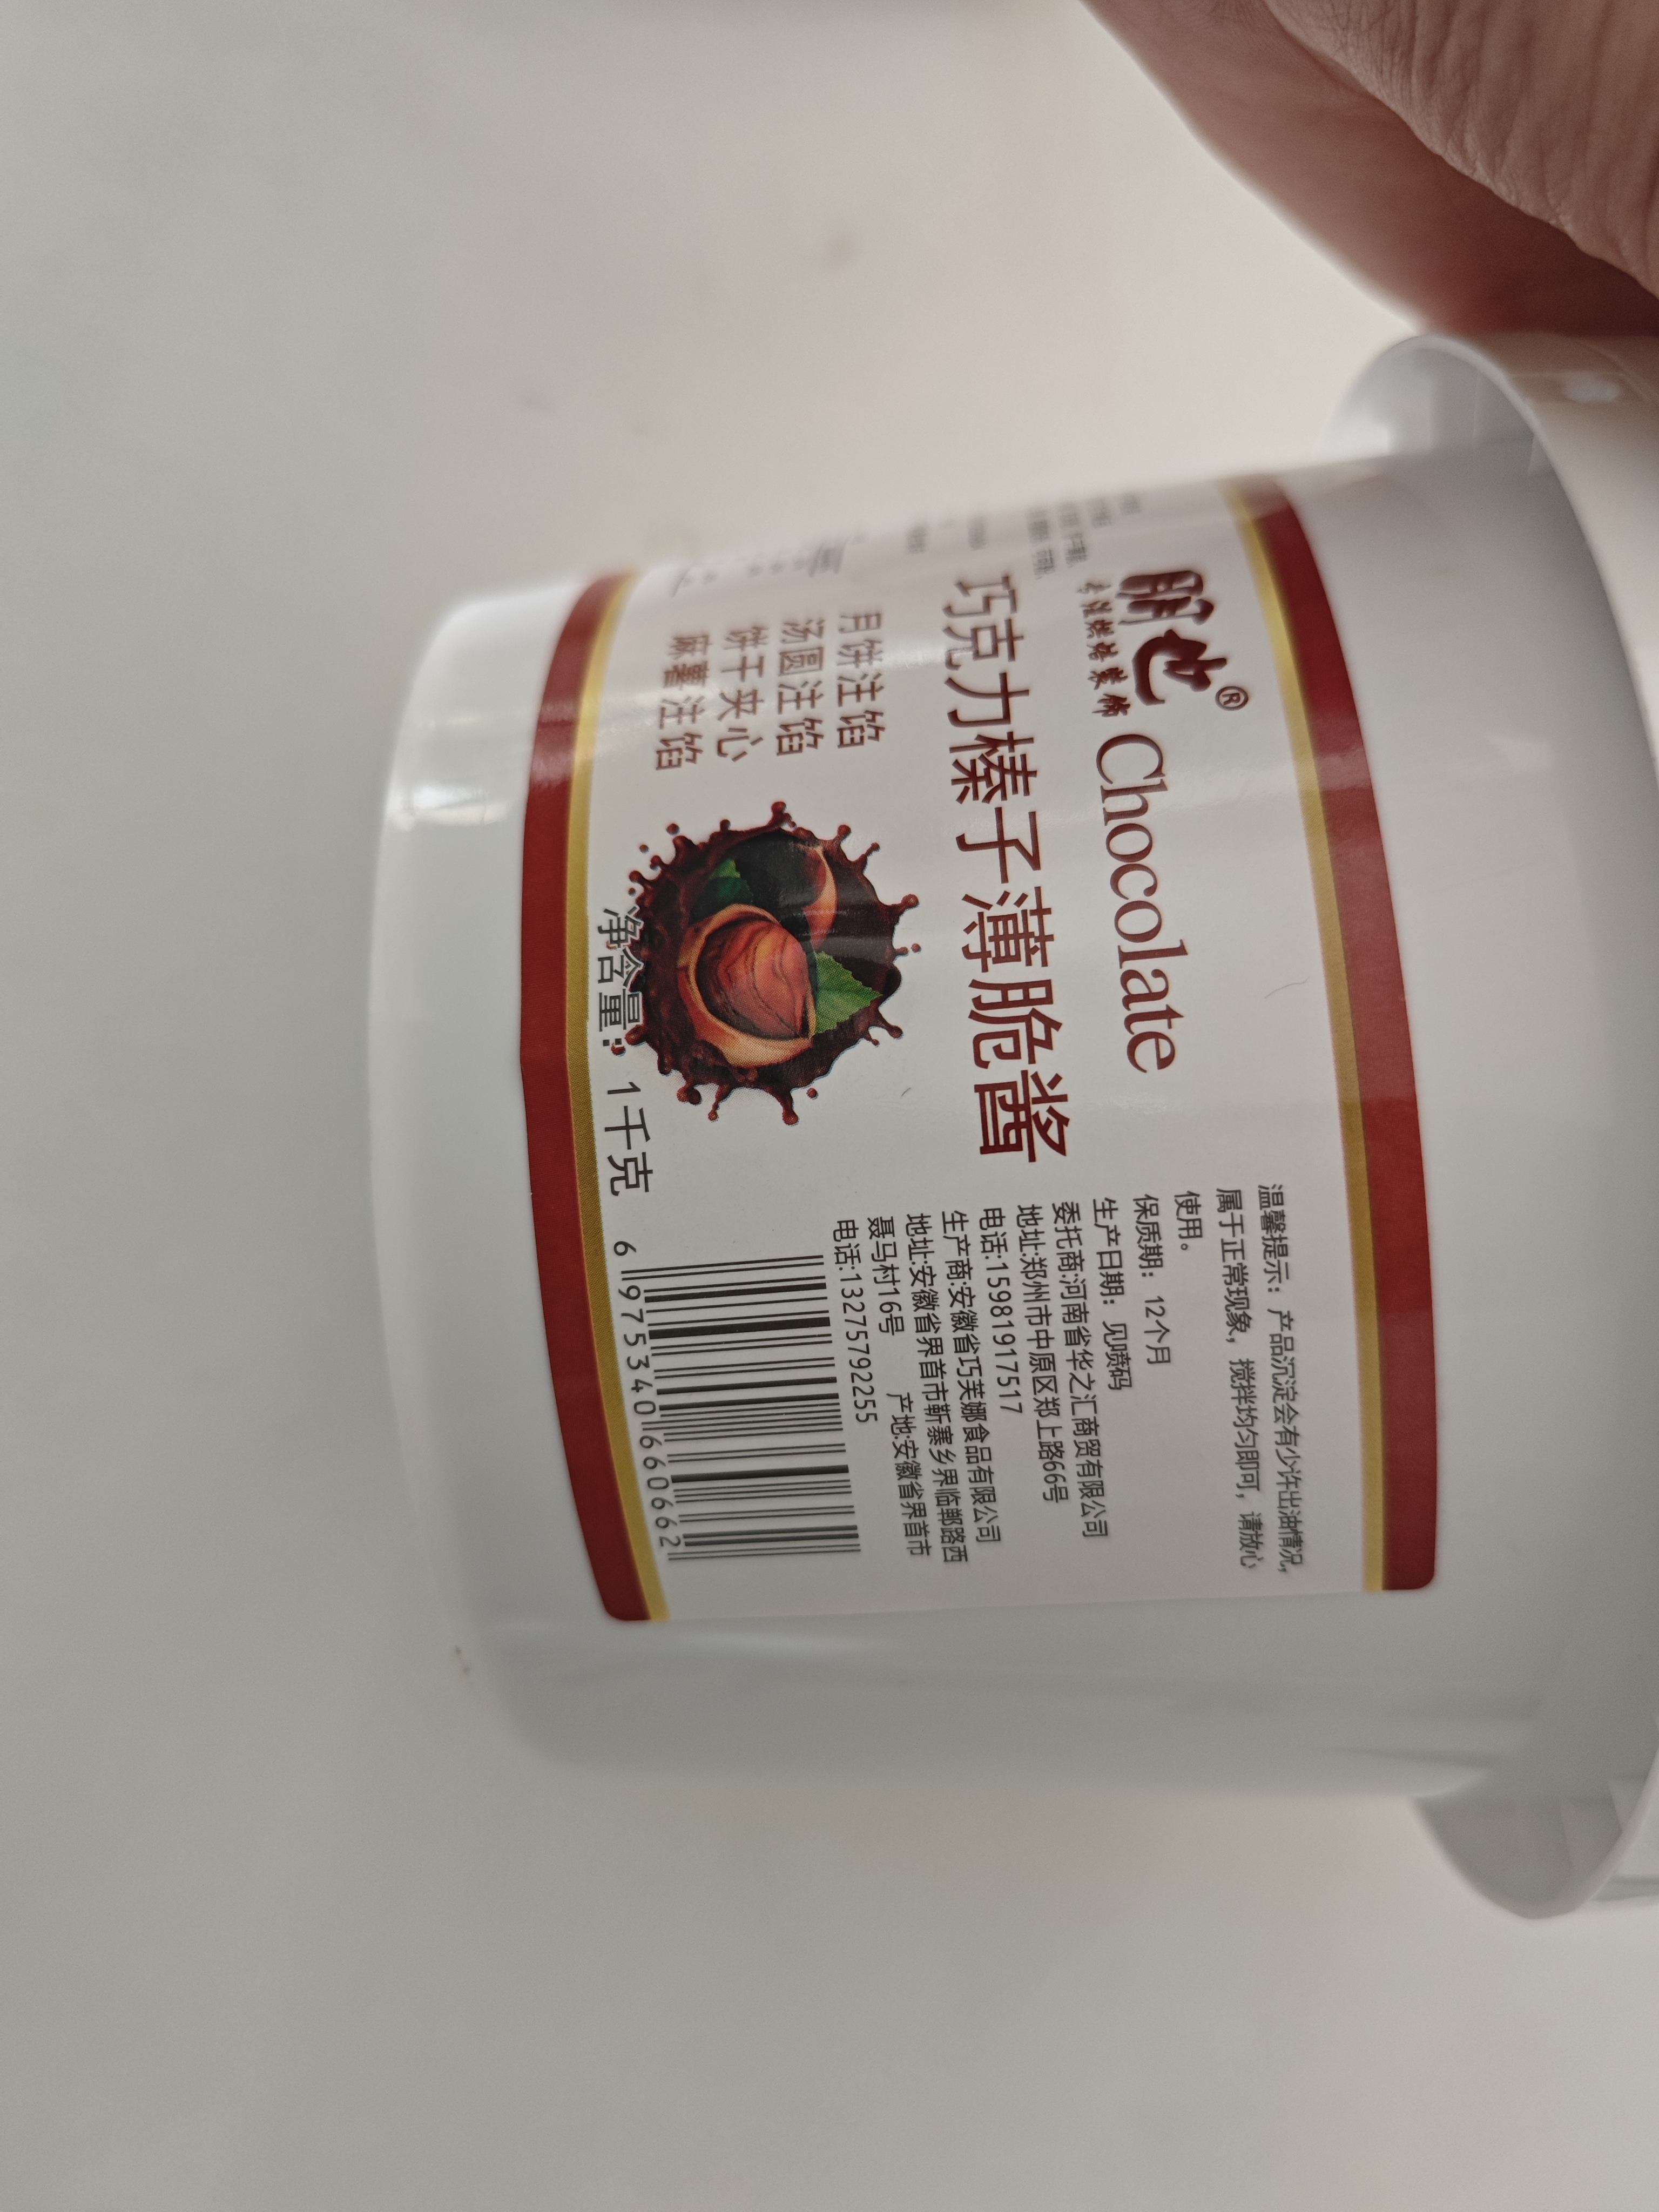 朋也®
Chocolate
巧克力榛子薄脆酱
月饼注馅
汤圆注馅
饼干夹心
麻薯注馅
净含量：1千克
温馨提示：产品沉淀会有少许出油情况，
属于正常现象，搅拌均匀即可，请放心
使用。
保质期：12个月
生产日期：见喷码
委托商:河南省华之汇商贸有限公司
地址:郑州市中原区郑上路66号
电话:15981917517
生产商:安徽省巧芙娜食品有限公司
地址:安徽省界首市靳寨乡界临郸路西
聂马村16号 产地:安徽省界首市
电话:13275792255
6975340660662